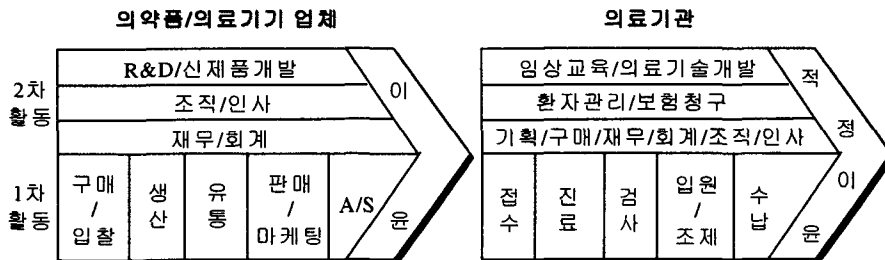 의약품/의료기기 업체
2차
활동
R&D/신제품개발
조직/인사
재무/회계
1차
활동
구매
/
입찰
생
산
유
통
판매
/
마케팅
A/S
이
윤
의료기관
임상교육/의료기술개발
환자관리/보험청구
기획/구매/재무/회계/조직/인사
접
수
진
료
검
사
입원
/
조제
수
납
적
정
이
윤